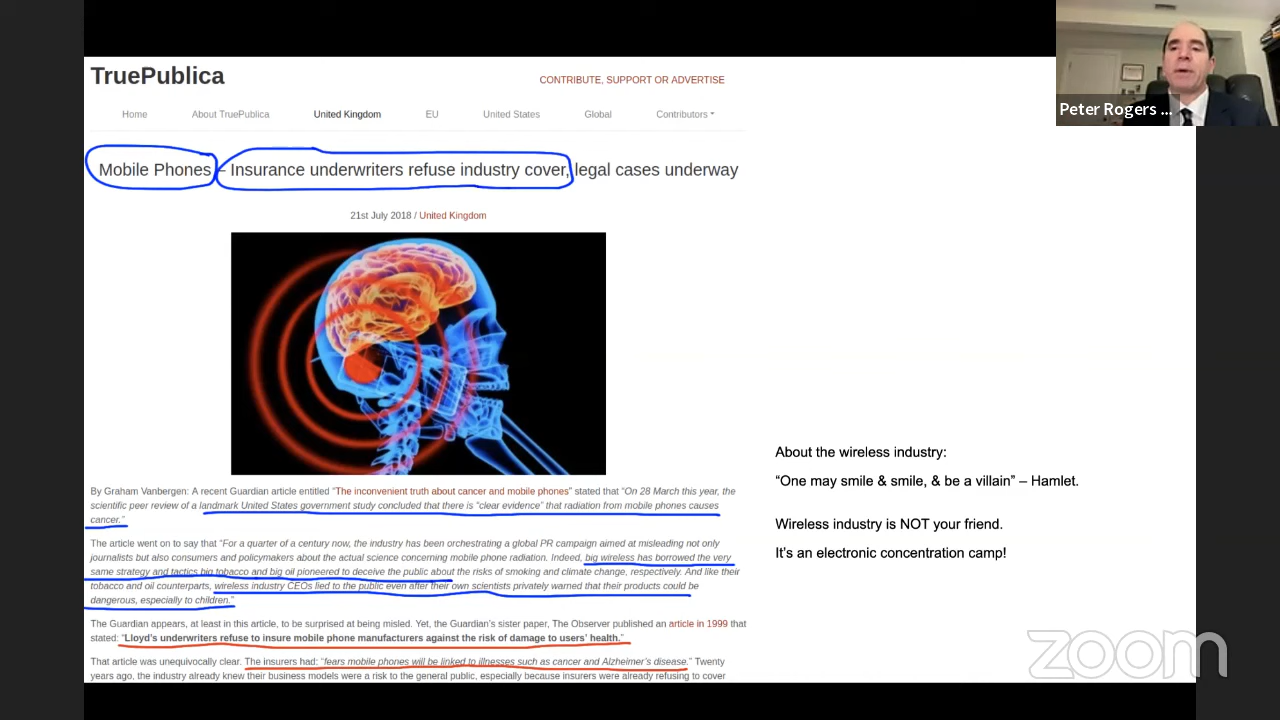 TruePublica
CONTRIBUTE, SUPPORT OR ADVERTISE
Home About TruePublica United Kingdom EU United States Global Contributors
Mobile Phones – Insurance underwriters refuse industry cover, legal cases underway
21st July 2018 / United Kingdom
By Graham Vanbergen: A recent Guardian article entitled “The inconvenient truth about cancer and mobile phones” stated that “On 28 March this year, the
scientific peer review of a landmark United States government study concluded that there is “clear evidence” that radiation from mobile phones causes
cancer.”
The article went on to say that “For a quarter of a century now, the industry has been orchestrating a global PR campaign aimed at misleading not only
journalists but also consumers and policymakers about the actual science concerning mobile phone radiation. Indeed, big wireless has borrowed the very
same strategy and tactics big tobacco and big oil pioneered to deceive the public about the risks of smoking and climate change, respectively. And like their
tobacco and oil counterparts, wireless industry CEOs lied to the public even after their own scientists privately warned that their products could be
dangerous, especially to children.”
The Guardian appears, at least in this article, to be surprised at being misled. Yet, the Guardian's sister paper, The Observer published an article in 1999 that
stated: “Lloyd's underwriters refuse to insure mobile phone manufacturers against the risk of damage to users' health.”
That article was unequivocally clear. The insurers had: “fears mobile phones will be linked to illnesses such as cancer and Alzheimer's disease.” Twenty
years ago, the industry already knew their business models were a risk to the general public, especially because insurers were already refusing to cover
About the wireless industry:
“One may smile & smile, & be a villain” – Hamlet.
Wireless industry is NOT your friend.
It's an electronic concentration camp!
Peter Rogers ...
zoom